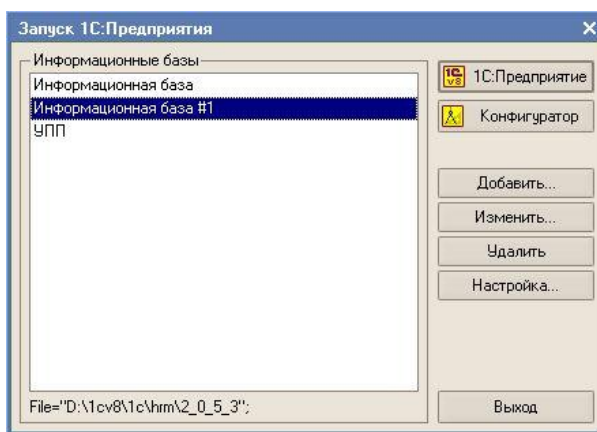 Запуск 1С:Предприятия
Информационные базы
Информационная база
Информационная база #1
УПП
File="D:\1cv8\1c\hrm\2_0_5_3";
1С:Предприятие
Конфигуратор
Добавить...
Изменить...
Удалить
Настройка...
Выход